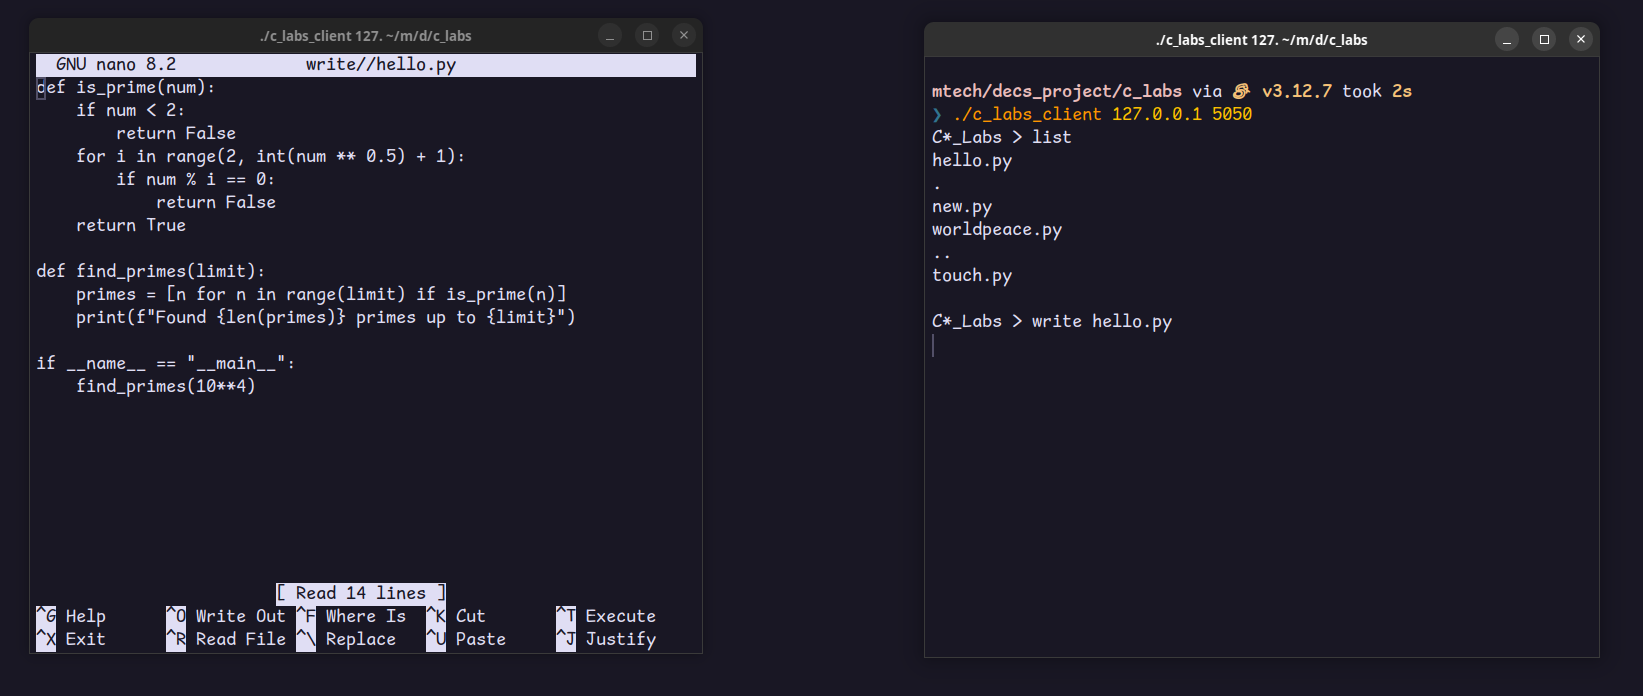 ./c_labs_client 127. ~/m/d/c_labs
GNU nano 8.2 write//hello.py
def is_prime(num):
    if num < 2:
        return False
    for i in range(2, int(num ** 0.5) + 1):
        if num % i == 0:
            return False
    return True

def find_primes(limit):
    primes = [n for n in range(limit) if is_prime(n)]
    print(f"Found {len(primes)} primes up to {limit}")

if __name__ == "__main__":
    find_primes(10**4)
[ Read 14 lines ]
^G Help ^O Write Out ^F Where Is ^K Cut ^T Execute
^X Exit ^R Read File ^\ Replace ^U Paste ^J Justify
./c_labs_client 127. ~/m/d/c_labs
mtech/decs_project/c_labs via v3.12.7 took 2s
❯ ./c_labs_client 127.0.0.1 5050
C*_Labs > list
hello.py
.
new.py
worldpeace.py
..
touch.py

C*_Labs > write hello.py